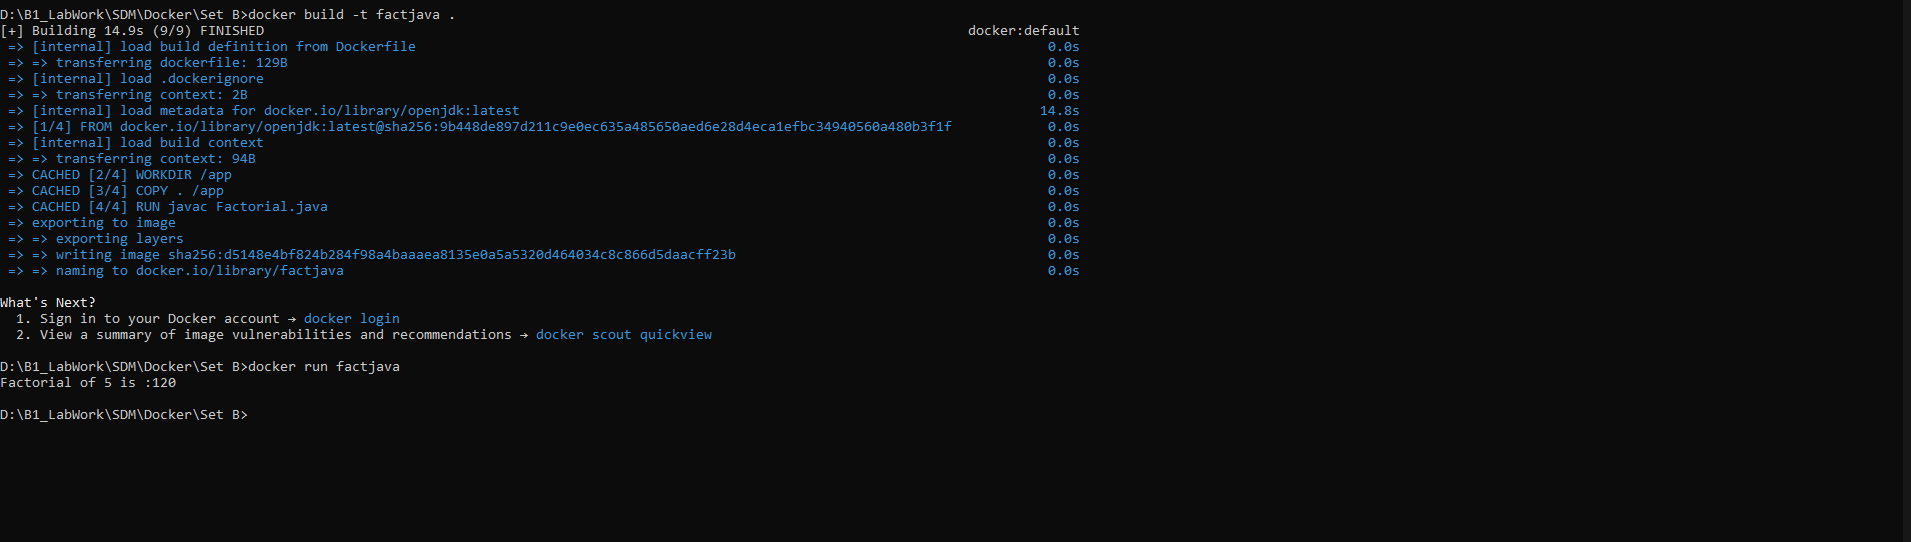 D:\B1_LabWork\SDM\Docker\Set B>docker build -t factjava .
[+] Building 14.9s (9/9) FINISHED docker:default
=> [internal] load build definition from Dockerfile 0.0s
=> => transferring dockerfile: 129B 0.0s
=> [internal] load .dockerignore 0.0s
=> => transferring context: 2B 0.0s
=> [internal] load metadata for docker.io/library/openjdk:latest 14.8s
=> [1/4] FROM docker.io/library/openjdk:latest@sha256:9b448de897d211c9e0ec635a485650aed6e28d4eca1efbc34940560a480b3f1f 0.0s
=> [internal] load build context 0.0s
=> => transferring context: 94B 0.0s
=> CACHED [2/4] WORKDIR /app 0.0s
=> CACHED [3/4] COPY . /app 0.0s
=> CACHED [4/4] RUN javac Factorial.java 0.0s
=> exporting to image 0.0s
=> => exporting layers 0.0s
=> => writing image sha256:d5148e4bf824b284f98a4baaaea8135e0a5a5320d464034c8c866d5daacff23b 0.0s
=> => naming to docker.io/library/factjava 0.0s
What's Next?
1. Sign in to your Docker account → docker login
2. View a summary of image vulnerabilities and recommendations → docker scout quickview
D:\B1_LabWork\SDM\Docker\Set B>docker run factjava
Factorial of 5 is :120
D:\B1_LabWork\SDM\Docker\Set B>